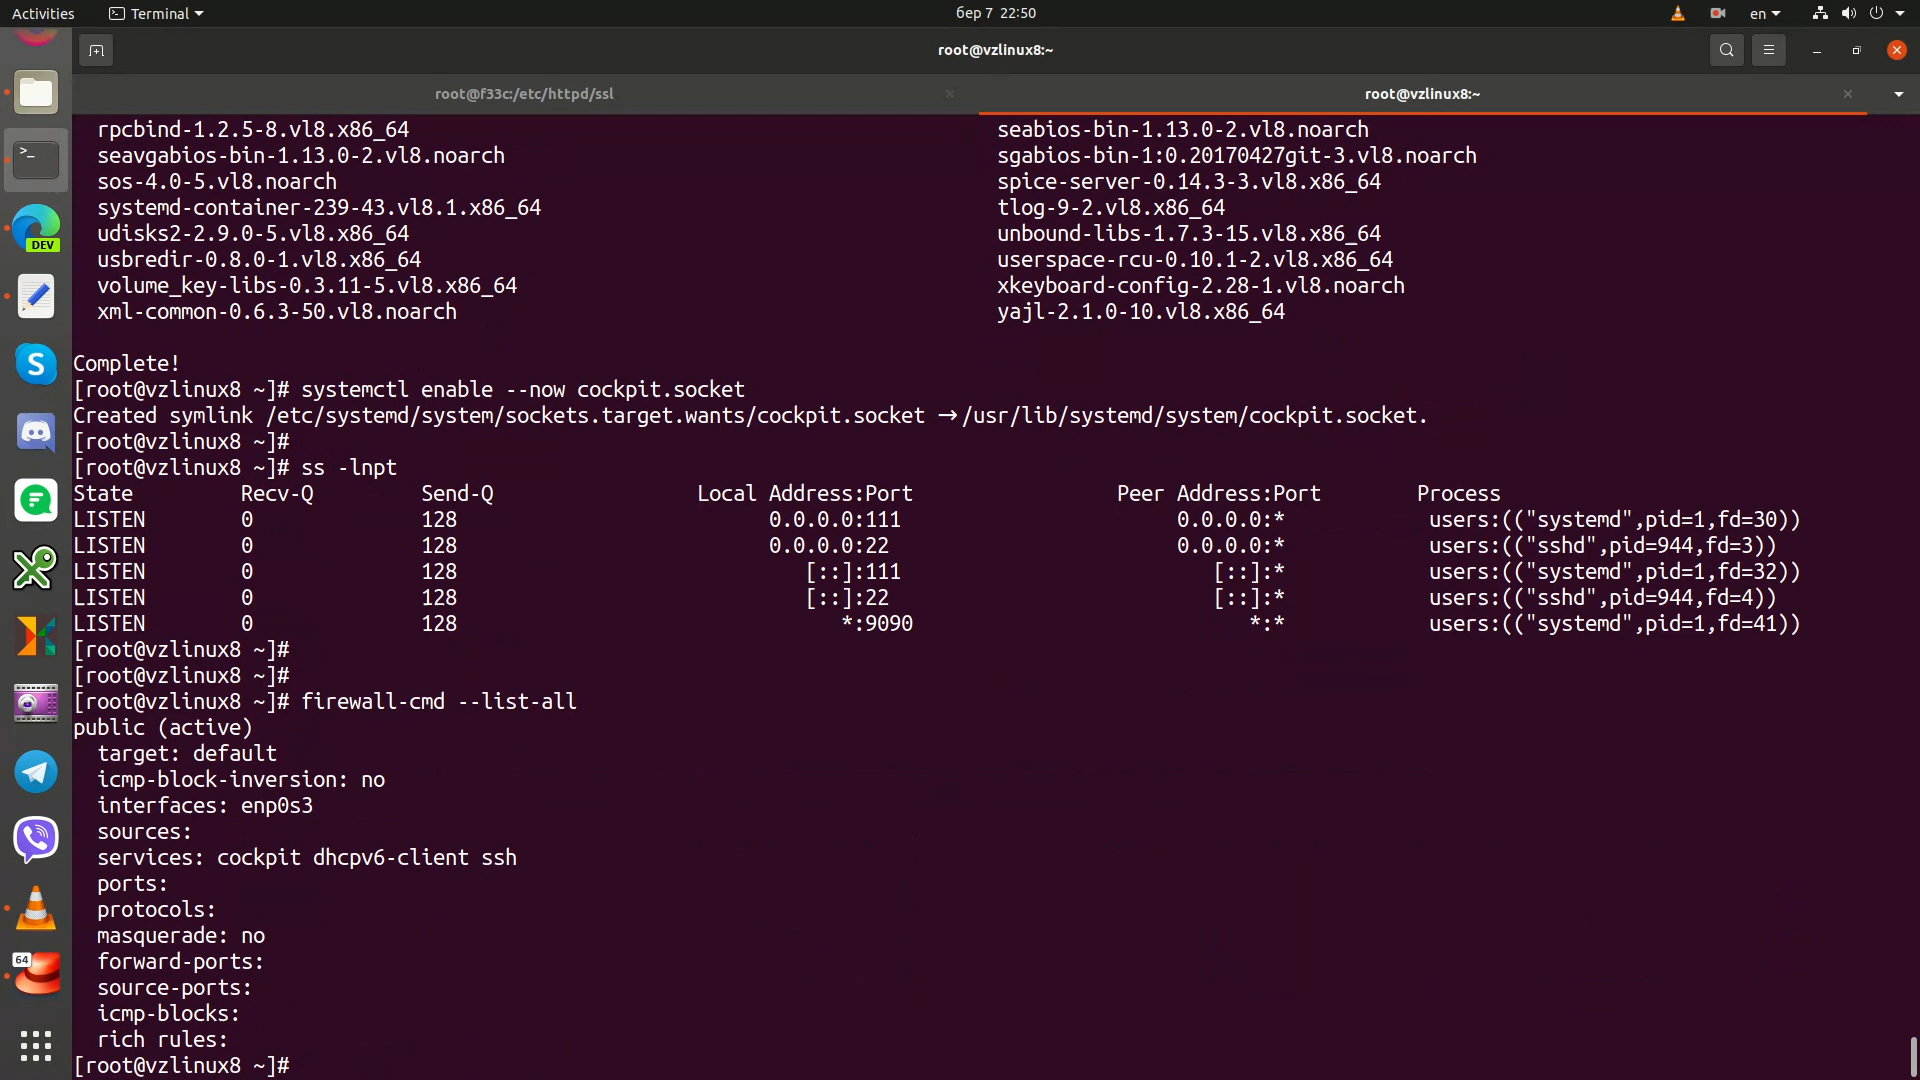 Activities Terminal бер 7 22:50 en
root@vzlinux8:~
root@f33c:/etc/httpd/ssl root@vzlinux8:~
rpcbind-1.2.5-8.vl8.x86_64 seabios-bin-1.13.0-2.vl8.noarch
seavgabios-bin-1.13.0-2.vl8.noarch sgabios-bin-1:0.20170427git-3.vl8.noarch
sos-4.0-5.vl8.noarch spice-server-0.14.3-3.vl8.x86_64
systemd-container-239-43.vl8.1.x86_64 tlog-9-2.vl8.x86_64
udisks2-2.9.0-5.vl8.x86_64 unbound-libs-1.7.3-15.vl8.x86_64
usbredir-0.8.0-1.vl8.x86_64 userspace-rcu-0.10.1-2.vl8.x86_64
volume_key-libs-0.3.11-5.vl8.x86_64 xkeyboard-config-2.28-1.vl8.noarch
xml-common-0.6.3-50.vl8.noarch yajl-2.1.0-10.vl8.x86_64
Complete!
[root@vzlinux8 ~]# systemctl enable --now cockpit.socket
Created symlink /etc/systemd/system/sockets.target.wants/cockpit.socket → /usr/lib/systemd/system/cockpit.socket.
[root@vzlinux8 ~]#
[root@vzlinux8 ~]# ss -lnpt
State Recv-Q Send-Q Local Address:Port Peer Address:Port Process
LISTEN 0 128 0.0.0.0:111 0.0.0.0:* users:(("systemd",pid=1,fd=30))
LISTEN 0 128 0.0.0.0:22 0.0.0.0:* users:(("sshd",pid=944,fd=3))
LISTEN 0 128 [::]:111 [::]:* users:(("systemd",pid=1,fd=32))
LISTEN 0 128 [::]:22 [::]:* users:(("sshd",pid=944,fd=4))
LISTEN 0 128 *:9090 *:* users:(("systemd",pid=1,fd=41))
[root@vzlinux8 ~]#
[root@vzlinux8 ~]#
[root@vzlinux8 ~]# firewall-cmd --list-all
public (active)
target: default
icmp-block-inversion: no
interfaces: enp0s3
sources:
services: cockpit dhcpv6-client ssh
ports:
protocols:
masquerade: no
forward-ports:
source-ports:
icmp-blocks:
rich rules:
[root@vzlinux8 ~]#
DEV
64